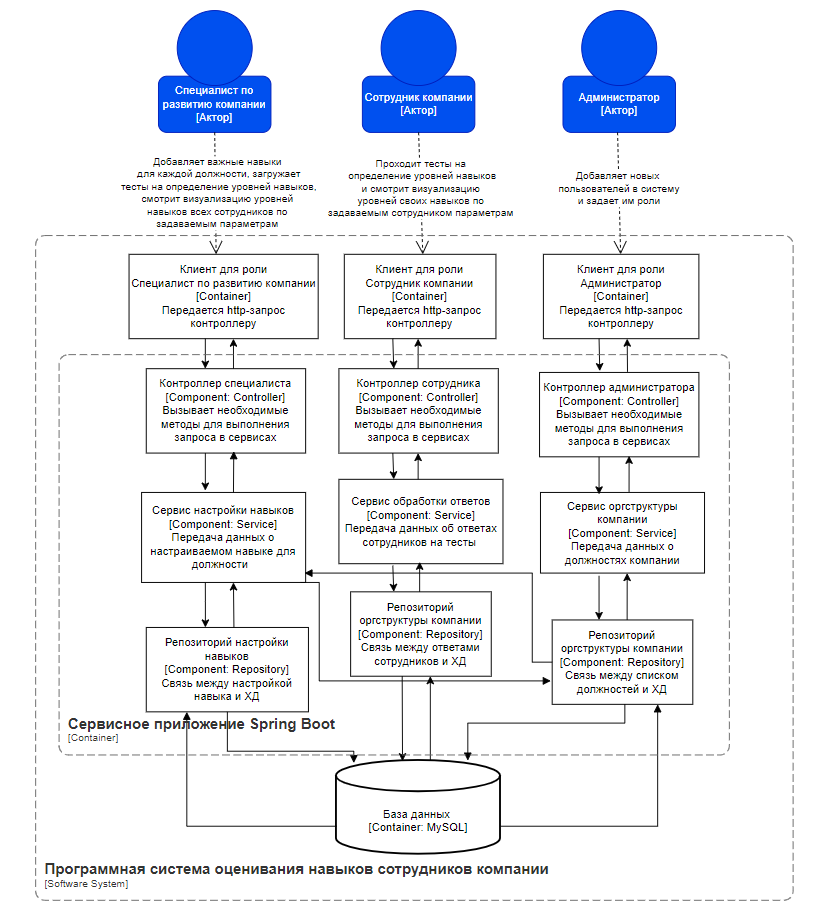 Специалист по
развитию компании
[Актор]
Сотрудник компании
[Актор]
Администратор
[Актор]
Добавляет важные навыки
для каждой должности, загружает
тесты на определение уровней навыков,
смотрит визуализацию уровней
навыков всех сотрудников по
задаваемым параметрам
Проходит тесты на
определение уровней навыков
и смотрит визуализацию
уровней своих навыков по
задаваемым сотрудником параметрам
Добавляет новых
пользователей в систему
и задает им роли
Клиент для роли
Специалист по развитию компании
[Container]
Передается http-запрос
контроллеру
Клиент для роли
Сотрудник компании
[Container]
Передается http-запрос
контроллеру
Клиент для роли
Администратор
[Container]
Передается http-запрос
контроллеру
Контроллер специалиста
[Component: Controller]
Вызывает необходимые
методы для выполнения
запроса в сервисах
Контроллер сотрудника
[Component: Controller]
Вызывает необходимые
методы для выполнения
запроса в сервисах
Контроллер администратора
[Component: Controller]
Вызывает необходимые
методы для выполнения
запроса в сервисах
Сервис настройки навыков
[Component: Service]
Передача данных о
настраиваемом навыке для
должности
Сервис обработки ответов
[Component: Service]
Передача данных об ответах
сотрудников на тесты
Сервис оргструктуры
компании
[Component: Service]
Передача данных о
должностях компании
Репозиторий настройки
навыков
[Component: Repository]
Связь между настройкой
навыка и ХД
Репозиторий
оргструктуры компании
[Component: Repository]
Связь между ответами
сотрудников и ХД
Репозиторий
оргструктуры компании
[Component: Repository]
Связь между списком
должностей и ХД
Сервисное приложение Spring Boot
[Container]
База данных
[Container: MySQL]
Программная система оценивания навыков сотрудников компании
[Software System]